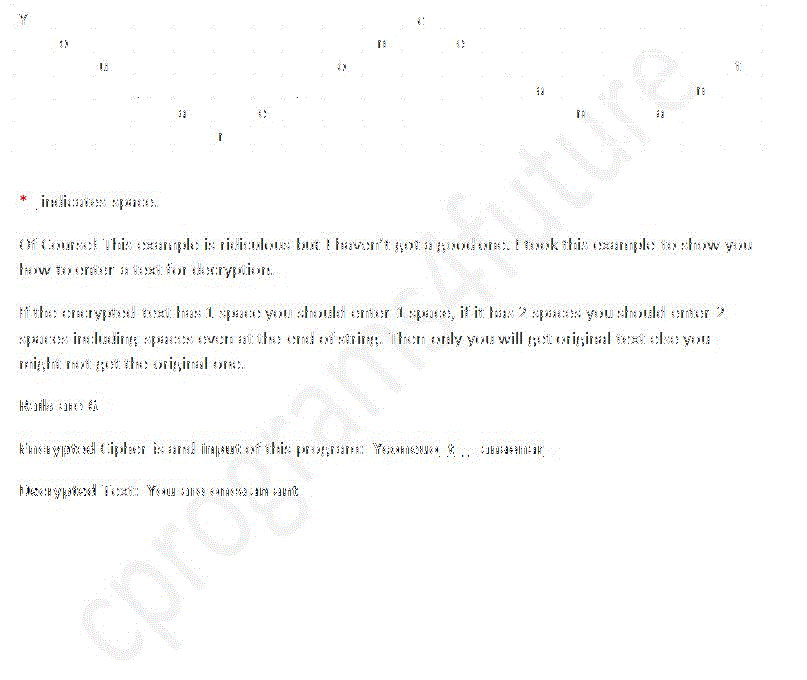 Y c
o n e
u o t
a n
a e n a
r
* indicates space.
Of Course! This example is ridiculous but I haven't got a good one. I took this example to show you
how to enter a text for decryption.
If the encrypted text has 1 space you should enter 1 space, if it has 2 spaces you should enter 2
spaces including spaces even at the end of string. Then only you will get original text else you
might not get the original one.
Rails are 6
Encrypted Cipher is and input of this program:
Decrypted Text: You are once an ant
cprograms4future